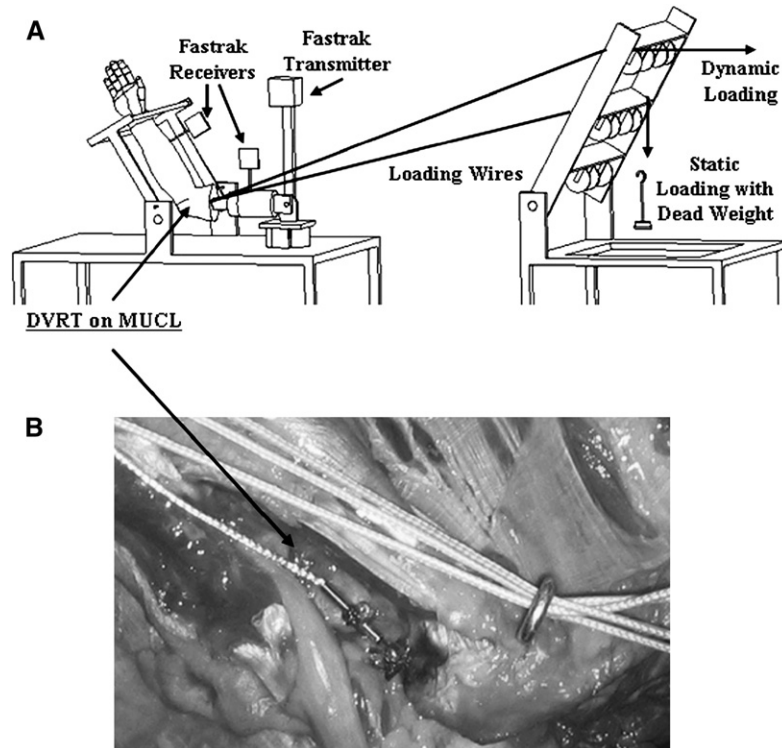 A
Fastrak
Receivers
Fastrak
Transmitter
Dynamic
Loading
Loading Wires
Static
Loading with
Dead Weight
DVRT on MUCL
B